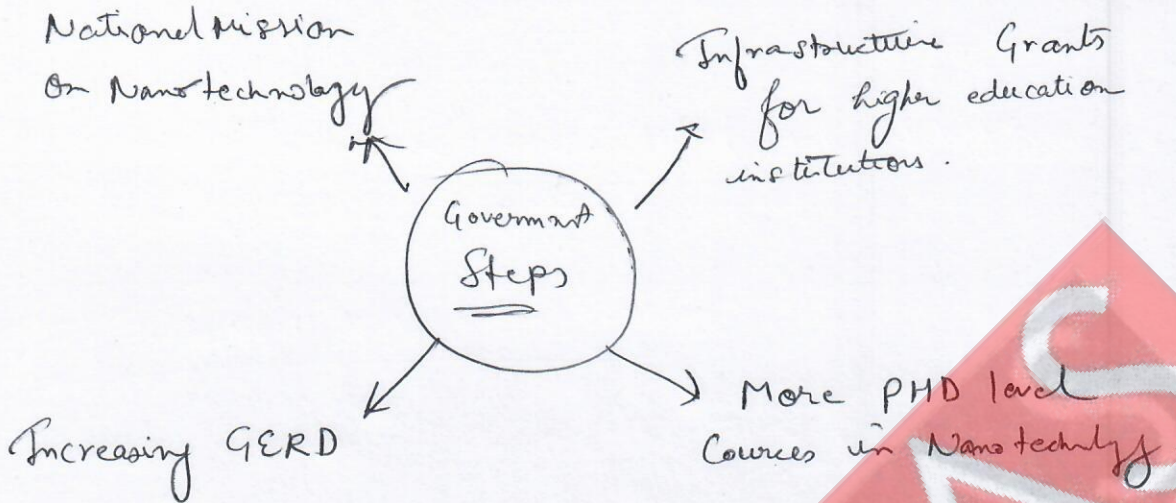 National Mission
on Nanotechnology
Infrastructure Grants
for higher education
institutions.
Government
Steps
Increasing GERD
More PHD level
Cources in Nanotechnolgy